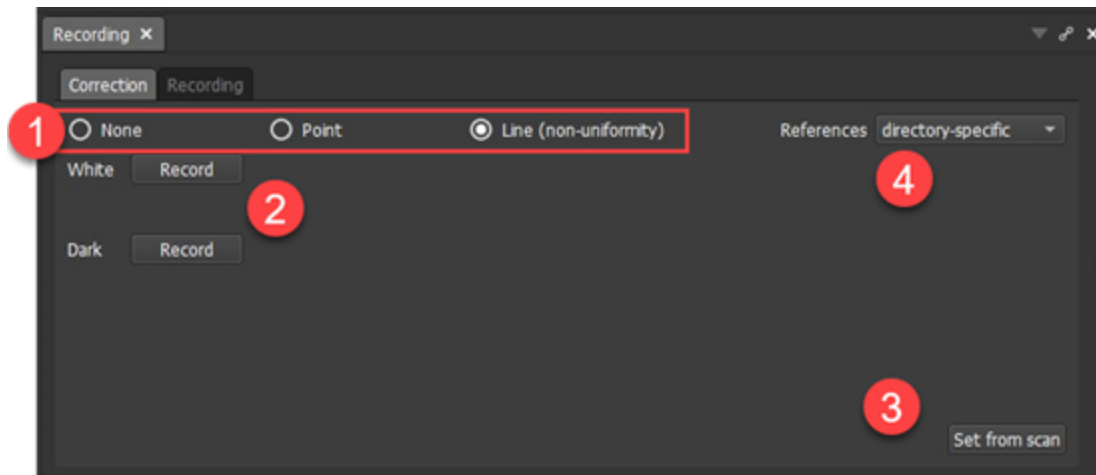 Recording
Correction Recording
1 None Point Line (non-uniformity) References directory-specific
White Record
4
2
Dark Record
3
Set from scan